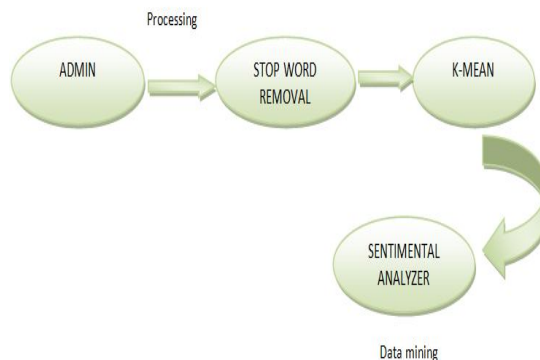 Processing
ADMIN
STOP WORD
REMOVAL
K-MEAN
SENTIMENTAL
ANALYZER
Data mining